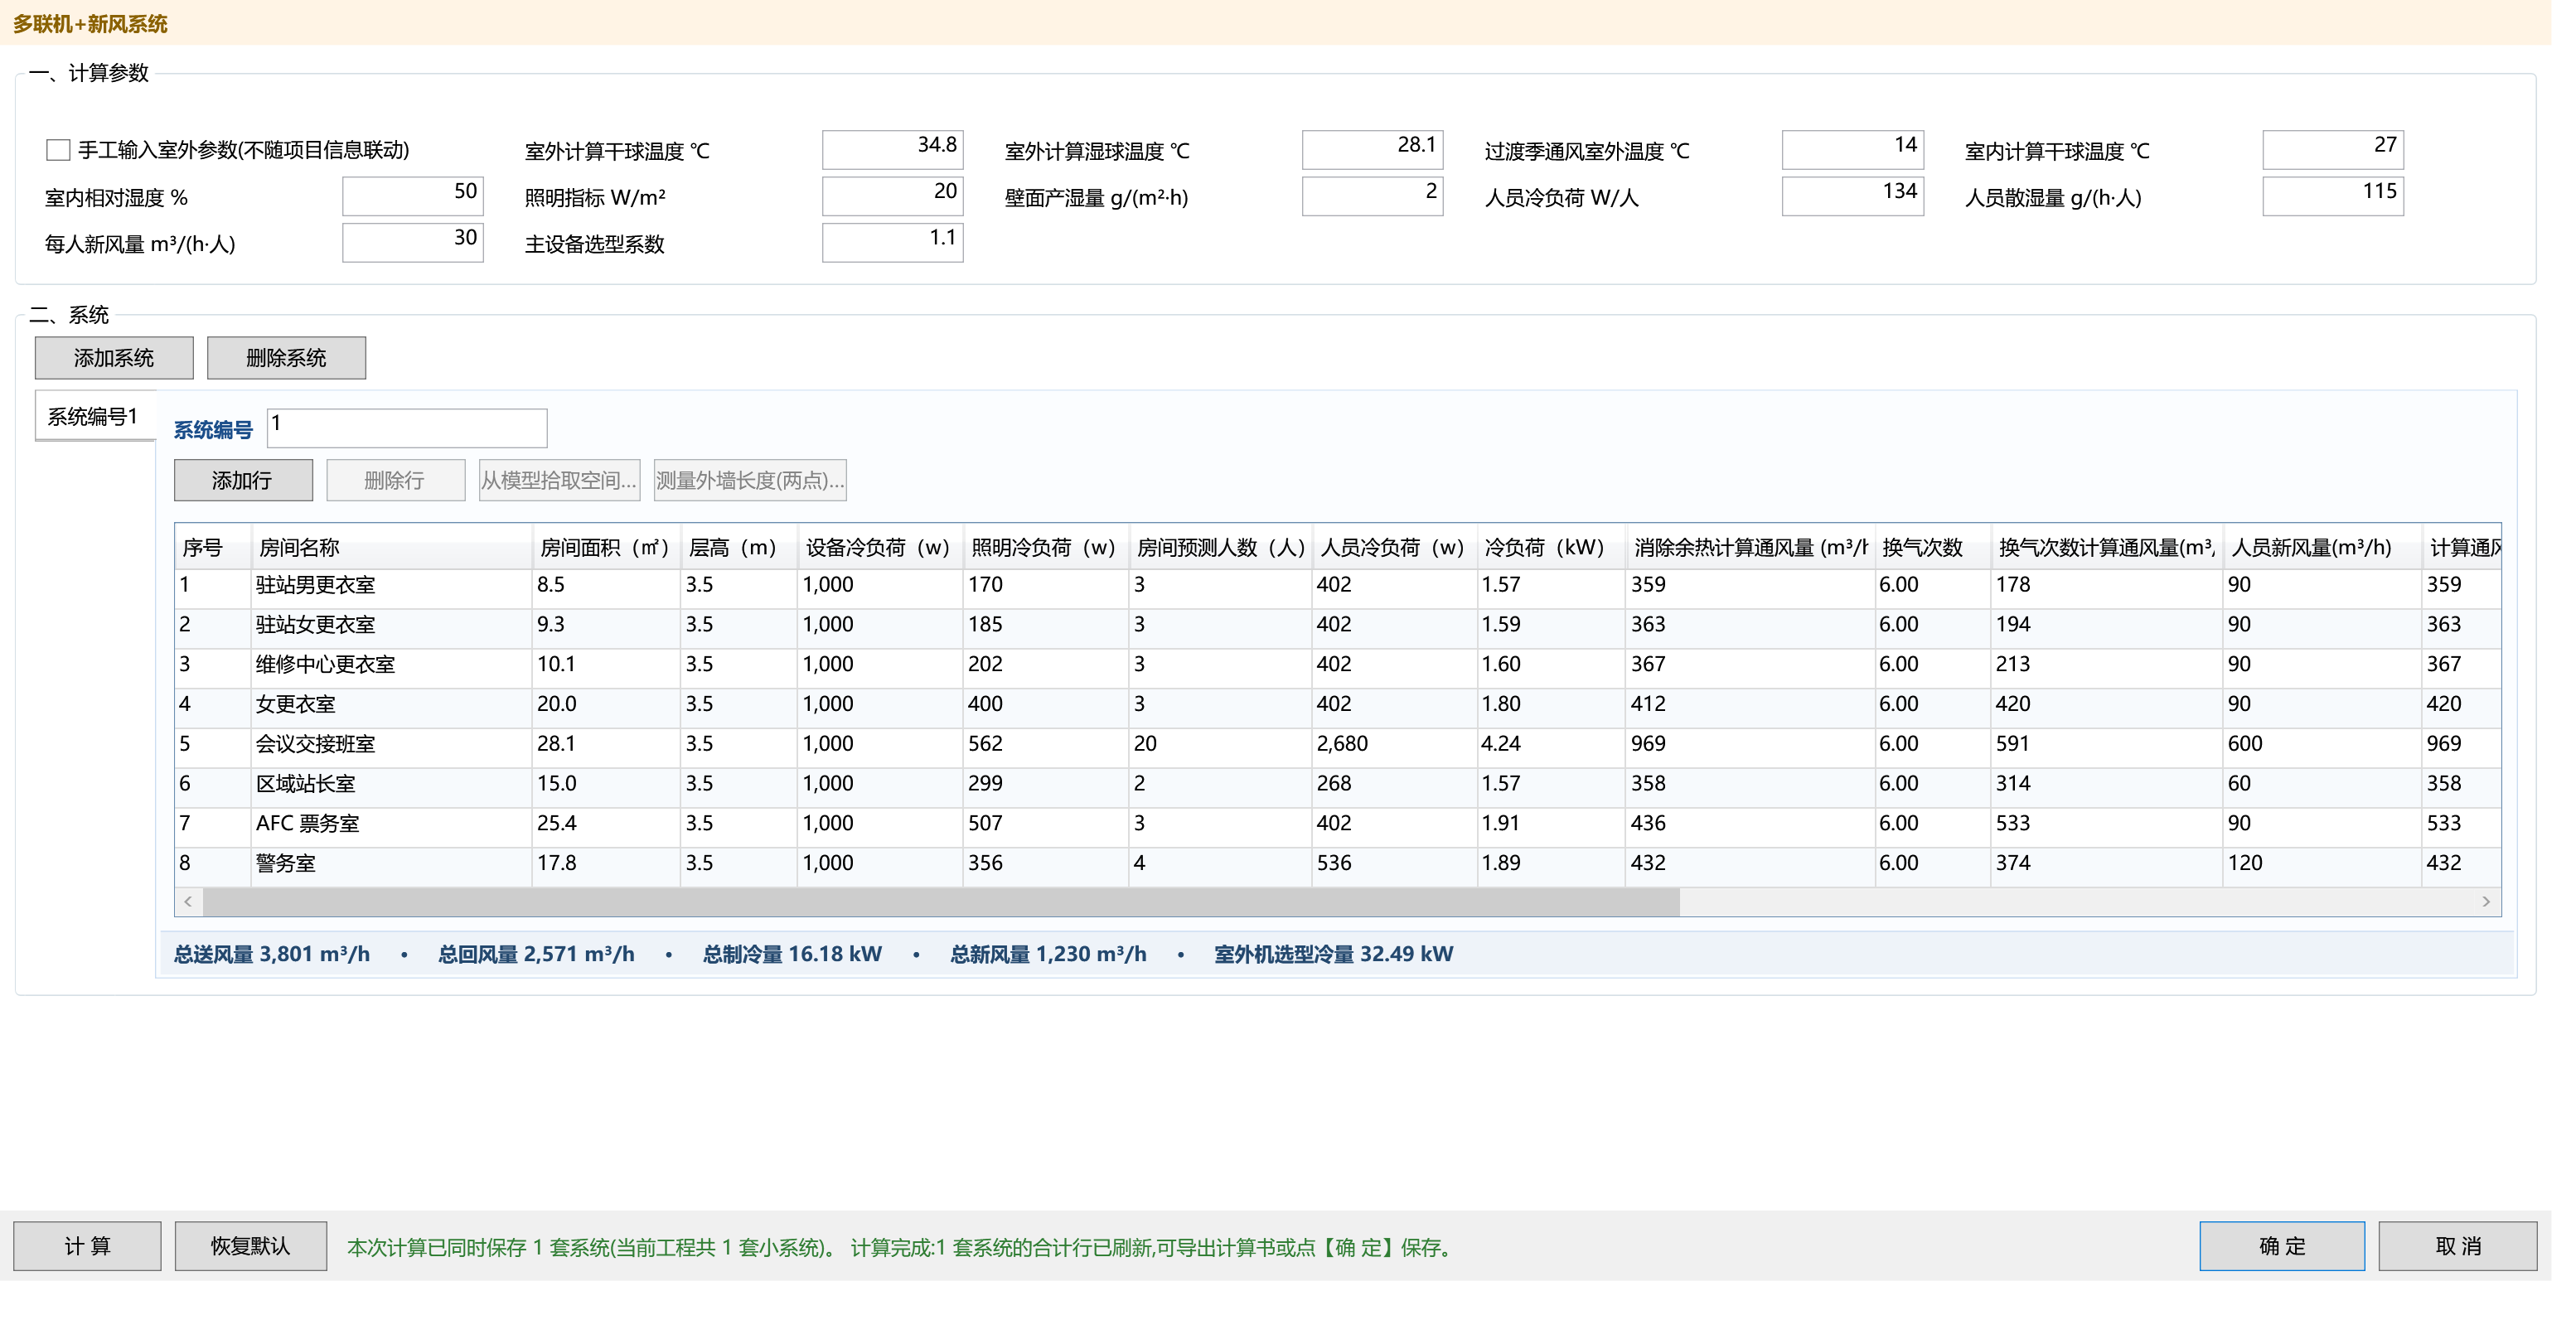 多联机+新风系统
一、计算参数
手工输入室外参数(不随项目信息联动) 室外计算干球温度 ℃ 34.8 室外计算湿球温度 ℃ 28.1 过渡季通风室外温度 ℃ 14 室内计算干球温度 ℃ 27
室内相对湿度 % 50 照明指标 W/m² 20 壁面产湿量 g/(m²·h) 2 人员冷负荷 W/人 134 人员散湿量 g/(h·人) 115
每人新风量 m³/(h·人) 30 主设备选型系数 1.1
二、系统
添加系统 删除系统
系统编号1 系统编号 1
添加行 删除行 从模型拾取空间... 测量外墙长度(两点)...
序号 房间名称 房间面积（㎡） 层高（m） 设备冷负荷（w） 照明冷负荷（w） 房间预测人数（人） 人员冷负荷（w） 冷负荷（kW） 消除余热计算通风量 (m³/h 换气次数 换气次数计算通风量(m³/ 人员新风量(m³/h) 计算通风
1 驻站男更衣室 8.5 3.5 1,000 170 3 402 1.57 359 6.00 178 90 359
2 驻站女更衣室 9.3 3.5 1,000 185 3 402 1.59 363 6.00 194 90 363
3 维修中心更衣室 10.1 3.5 1,000 202 3 402 1.60 367 6.00 213 90 367
4 女更衣室 20.0 3.5 1,000 400 3 402 1.80 412 6.00 420 90 420
5 会议交接班室 28.1 3.5 1,000 562 20 2,680 4.24 969 6.00 591 600 969
6 区域站长室 15.0 3.5 1,000 299 2 268 1.57 358 6.00 314 60 358
7 AFC 票务室 25.4 3.5 1,000 507 3 402 1.91 436 6.00 533 90 533
8 警务室 17.8 3.5 1,000 356 4 536 1.89 432 6.00 374 120 432
总送风量 3,801 m³/h • 总回风量 2,571 m³/h • 总制冷量 16.18 kW • 总新风量 1,230 m³/h • 室外机选型冷量 32.49 kW
计 算 恢复默认 本次计算已同时保存 1 套系统(当前工程共 1 套小系统)。 计算完成:1 套系统的合计行已刷新,可导出计算书或点【确 定】保存。 确 定 取 消